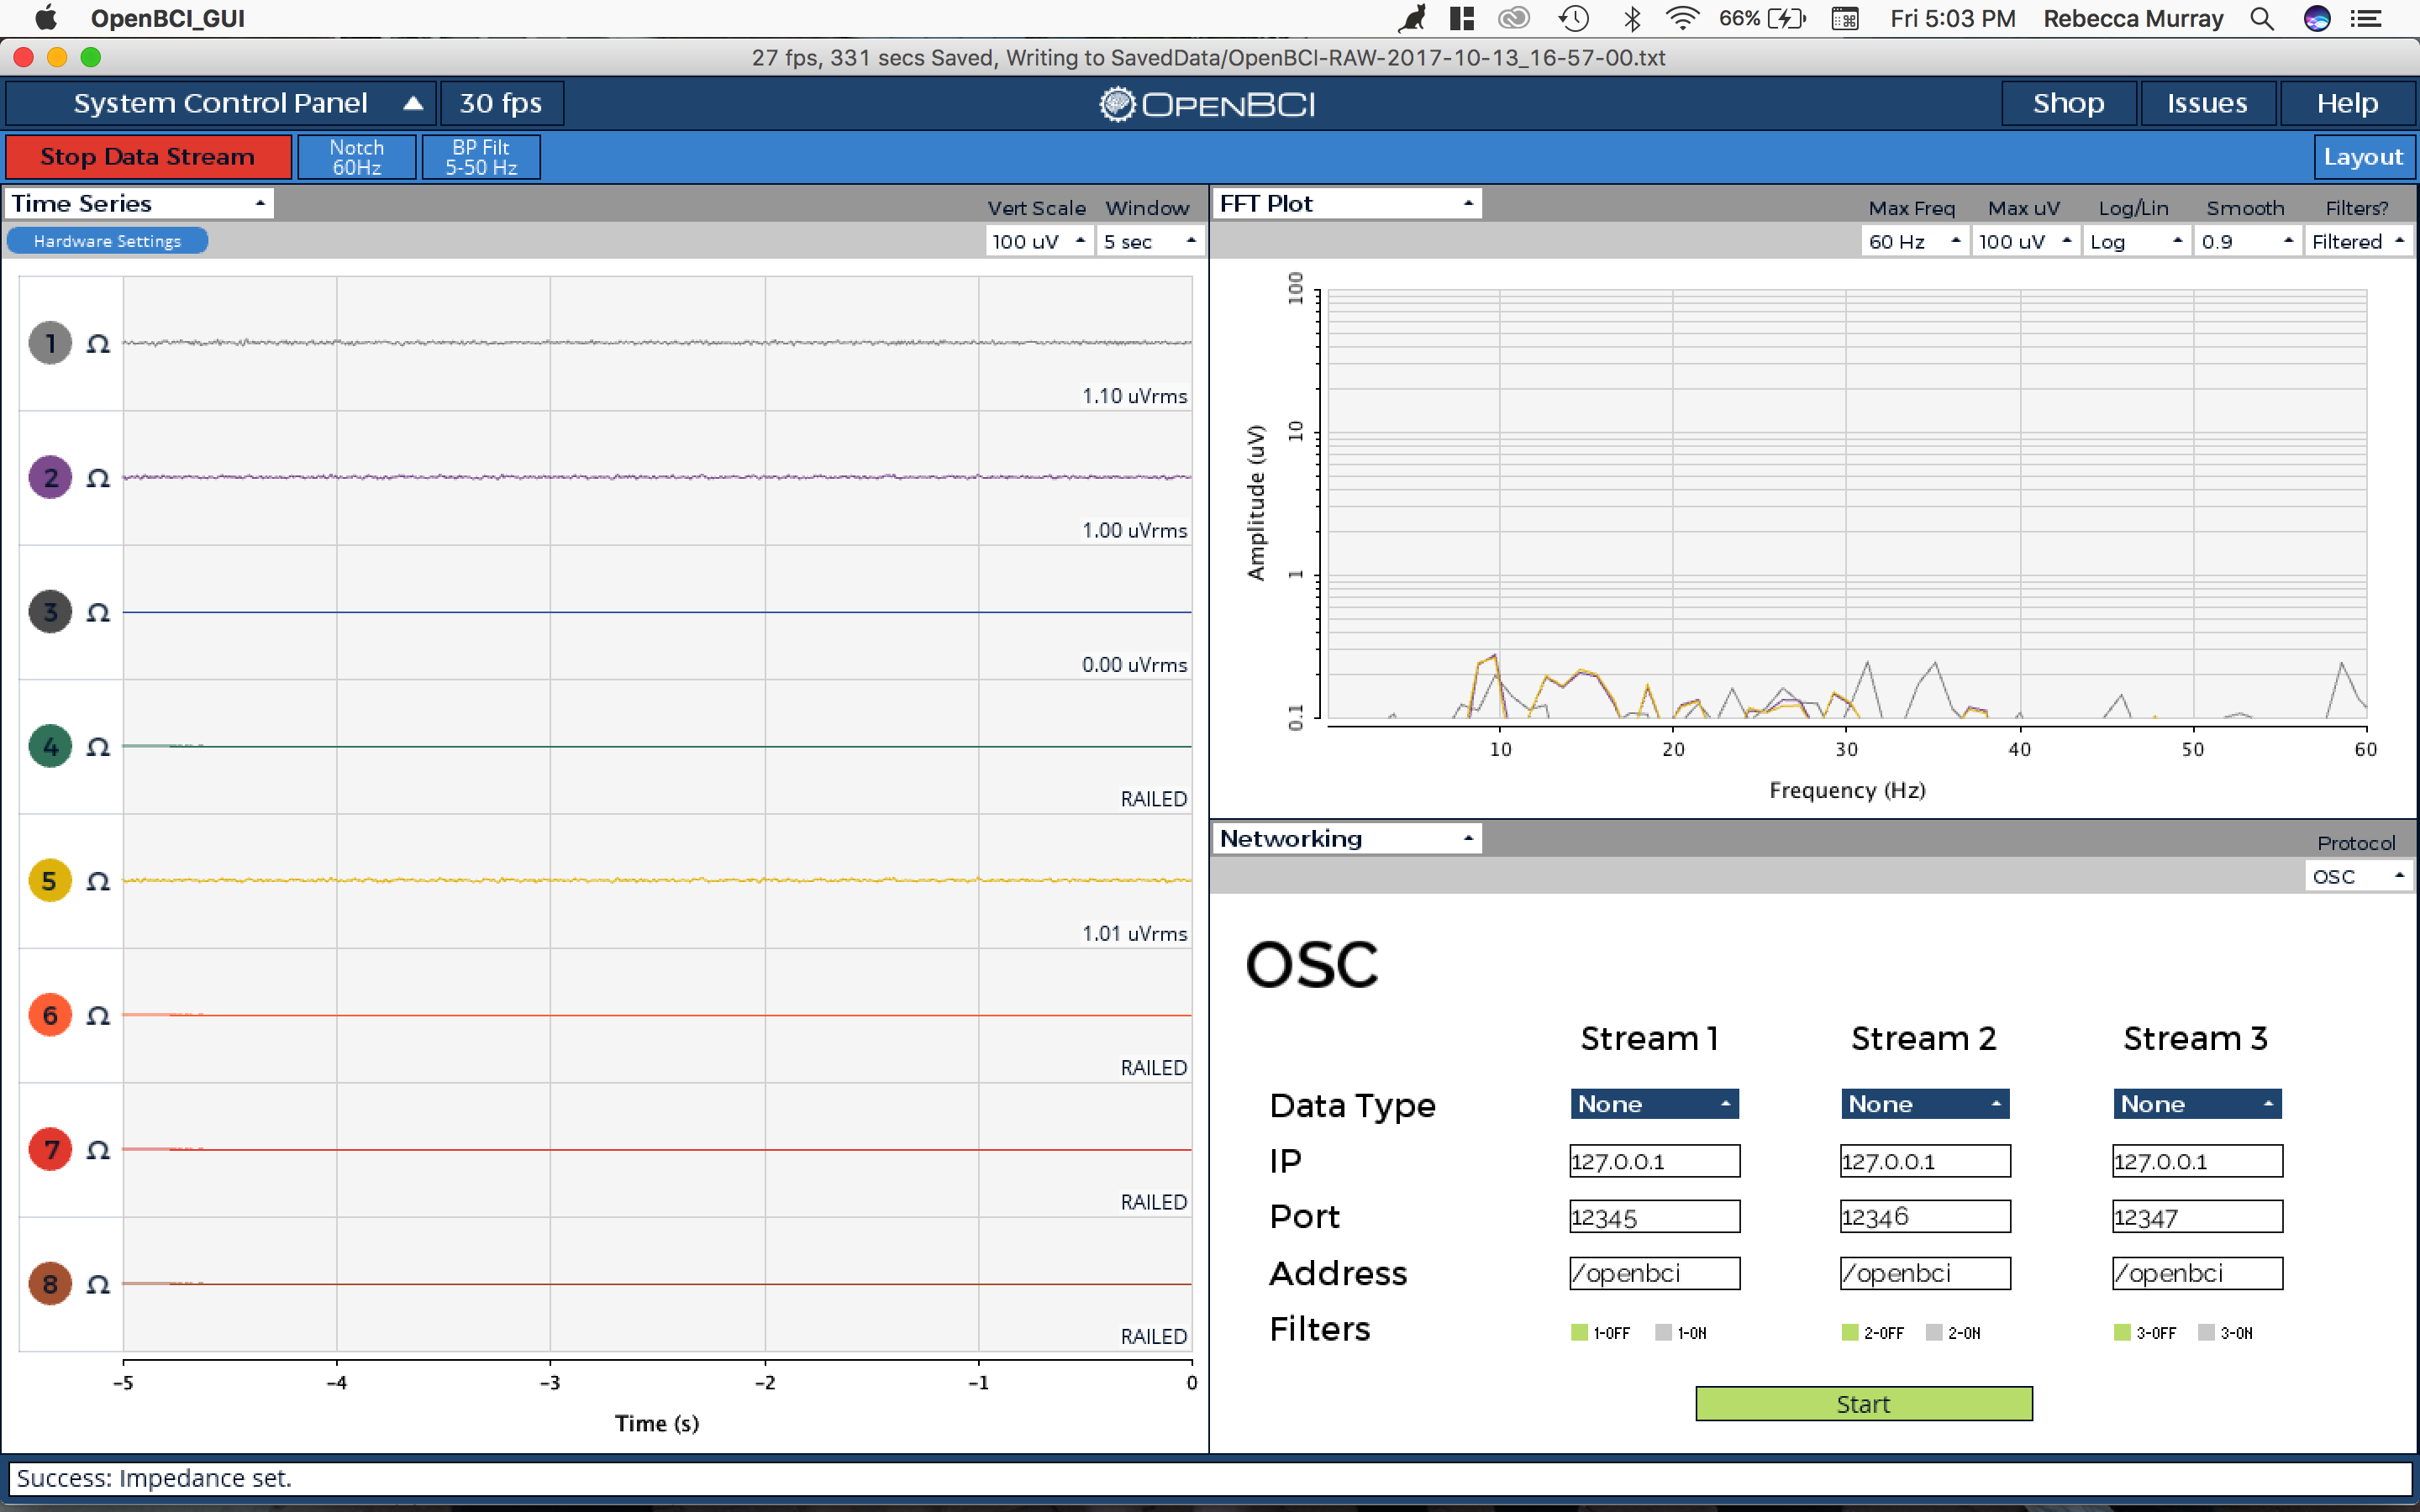 OpenBCI_GUI 66% Fri 5:03 PM Rebecca Murray
27 fps, 331 secs Saved, Writing to SavedData/OpenBCI-RAW-2017-10-13_16-57-00.txt
System Control Panel 30 fps OPENBCI Shop Issues Help
Stop Data Stream Notch 60Hz BP Filt 5-50 Hz Layout
Time Series Vert Scale Window
Hardware Settings 100 uV 5 sec
1 Ω
1.10 uVrms
2 Ω
1.00 uVrms
3 Ω
0.00 uVrms
4 Ω
RAILED
5 Ω
1.01 uVrms
6 Ω
RAILED
7 Ω
RAILED
8 Ω
RAILED
-5 -4 -3 -2 -1 0
Time (s)
FFT Plot Max Freq Max uV Log/Lin Smooth Filters?
60 Hz 100 uV Log 0.9 Filtered
100
10
1
0.1
Amplitude (uV)
10 20 30 40 50 60
Frequency (Hz)
Networking Protocol
OSC
OSC
Stream 1 Stream 2 Stream 3
Data Type None None None
IP 127.0.0.1 127.0.0.1 127.0.0.1
Port 12345 12346 12347
Address /openbci /openbci /openbci
Filters 1-OFF 1-ON 2-OFF 2-ON 3-OFF 3-ON
Start
Success: Impedance set.